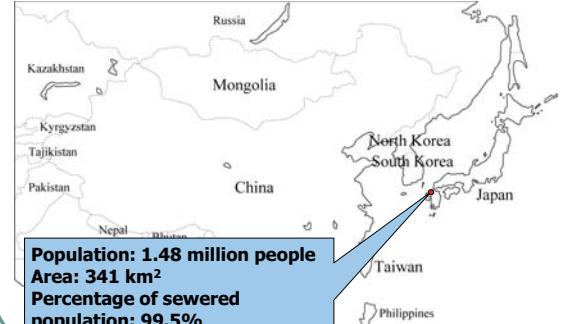 Russia
Kazakhstan
Mongolia
Kyrgyzstan
North Korea
Tajikistan
South Korea
Pakistan
China
Japan
Nepal
Bhutan
Population: 1.48 million people
Area: 341 km²
Percentage of sewered
population: 99.5%
Taiwan
Philippines